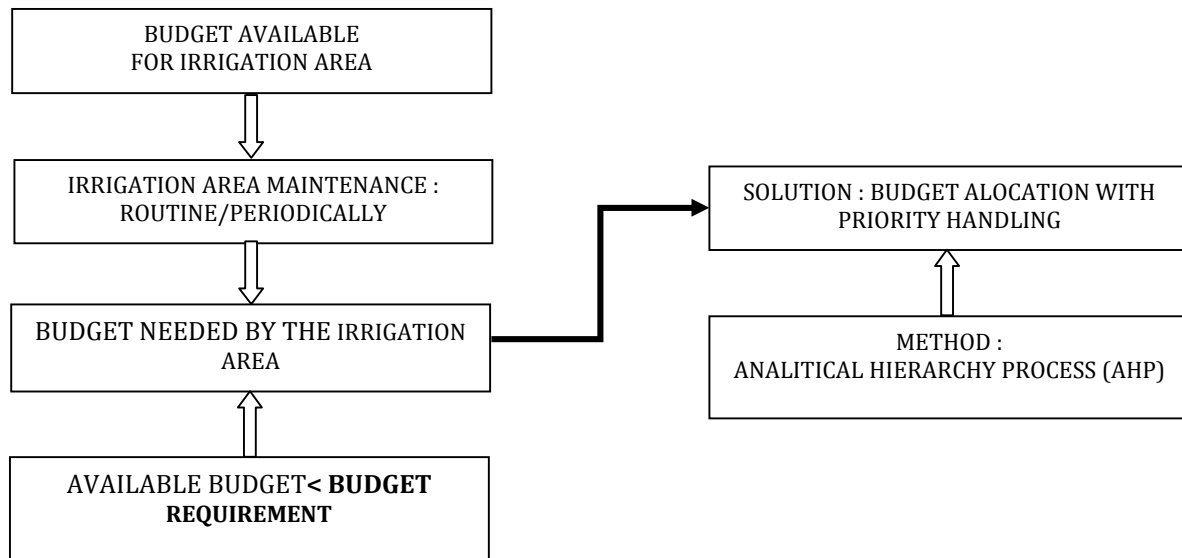 BUDGET AVAILABLE
FOR IRRIGATION AREA
IRRIGATION AREA MAINTENANCE :
ROUTINE/PERIODICALLY
BUDGET NEEDED BY THE IRRIGATION
AREA
AVAILABLE BUDGET< BUDGET
REQUIREMENT
SOLUTION : BUDGET ALOCATION WITH
PRIORITY HANDLING
METHOD :
ANALITICAL HIERARCHY PROCESS (AHP)